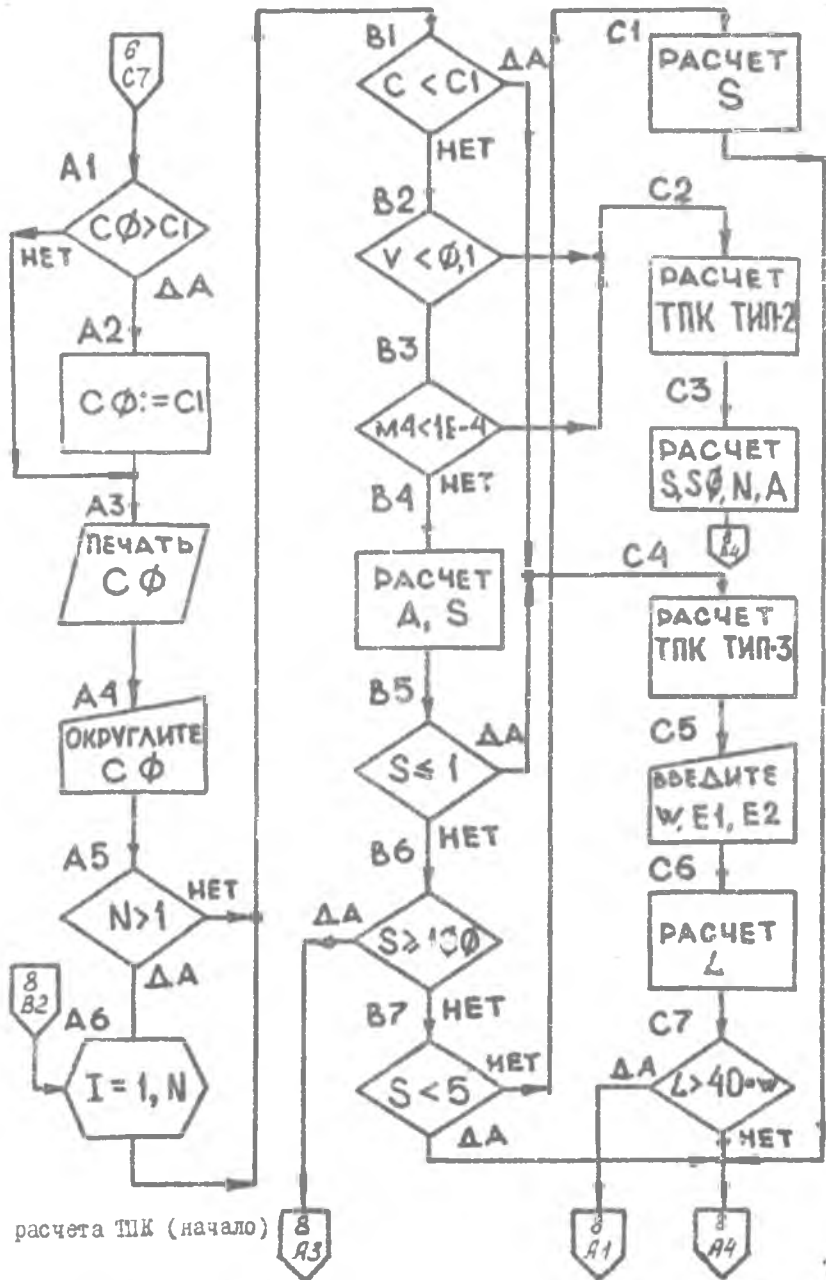 6
C7
A1
CØ>C1
НЕТ
ДА
A2
CØ:=C1
A3
ПЕЧАТЬ
CØ
A4
ОКРУГЛИТЕ
CØ
A5
N>1
НЕТ
ДА
8
B2
A6
I=1, N
B1
C<C1
ДА
НЕТ
B2
V<Ø,1
B3
M4<1E-4
НЕТ
B4
РАСЧЕТ
A, S
B5
S≤1
ДА
НЕТ
B6
S≥1ØØ
ДА
НЕТ
B7
S<5
НЕТ
ДА
C1
РАСЧЕТ
S
C2
РАСЧЕТ
ТПК ТИП-2
C3
РАСЧЕТ
S,SØ,N,A
8
A4
C4
РАСЧЕТ
ТПК ТИП-3
C5
ВВЕДИТЕ
W,E1,E2
C6
РАСЧЕТ
L
C7
L>40*W
ДА
НЕТ
расчета ТПК (начало)
8
A3
8
A1
8
A4